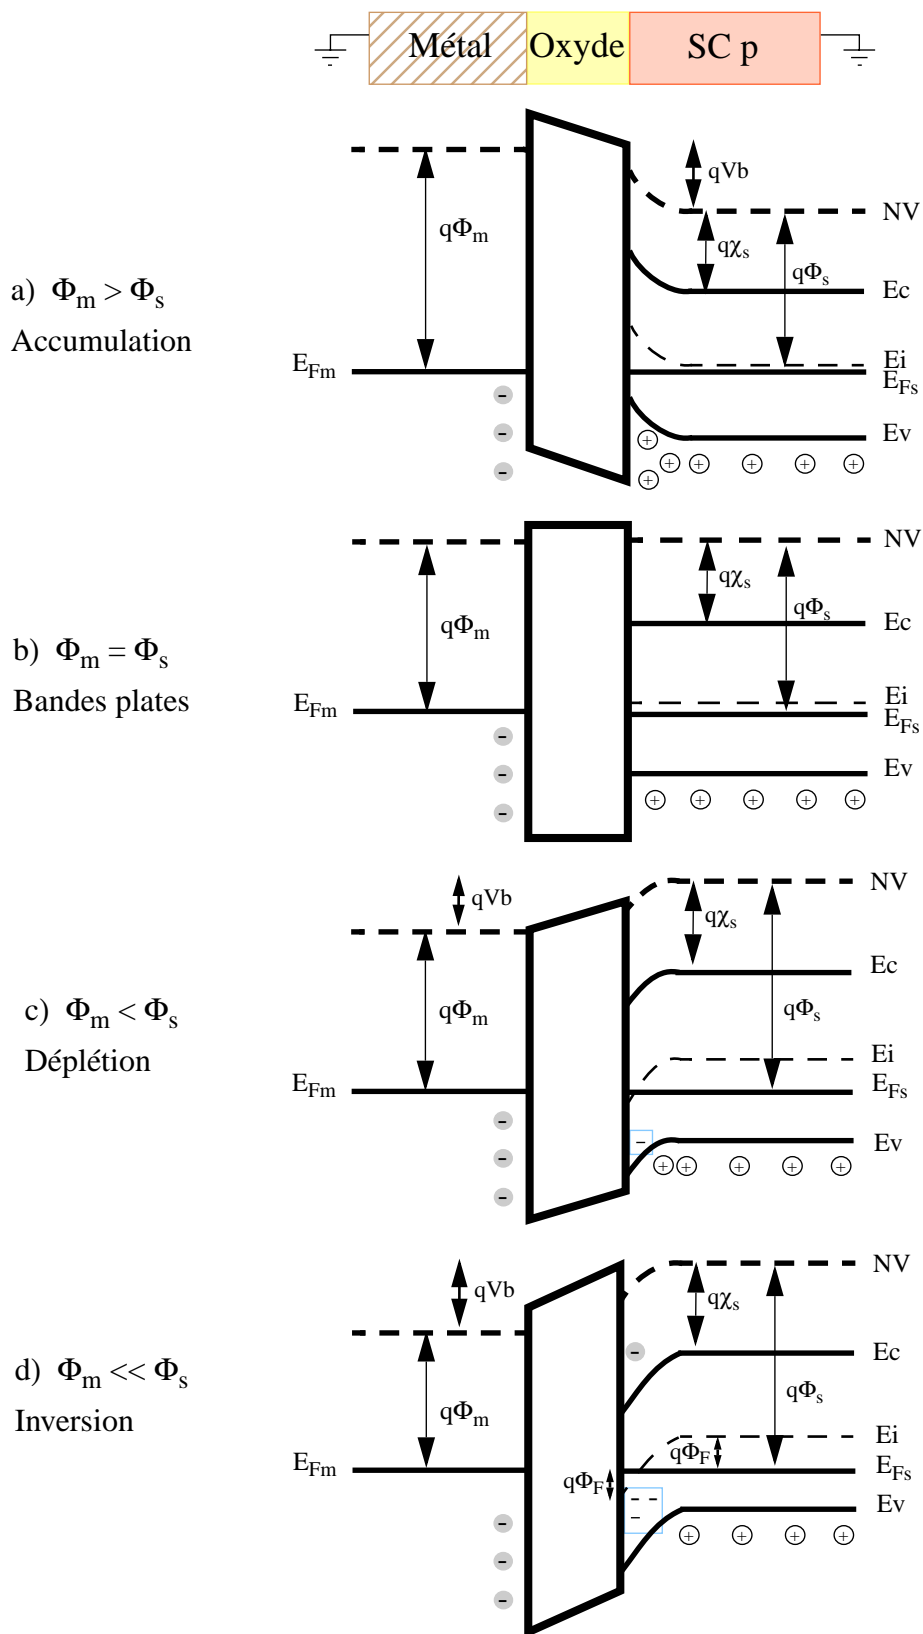 Métal Oxyde SC p
a) Φm > Φs
Accumulation
qΦm
EFm
qVb
NV
qχs
qΦs
Ec
Ei
EFs
Ev
- - -
+ + + + + + +
b) Φm = Φs
Bandes plates
qΦm
EFm
NV
qχs
qΦs
Ec
Ei
EFs
Ev
- - -
+ + + + +
c) Φm < Φs
Déplétion
qVb
qΦm
EFm
NV
qχs
Ec
qΦs
Ei
EFs
Ev
- - -
-
+ + + + +
d) Φm << Φs
Inversion
qVb
qΦm
EFm
NV
qχs
-
Ec
qΦs
Ei
qΦF
EFs
qΦF
Ev
- - -
- -
-
+ + + +